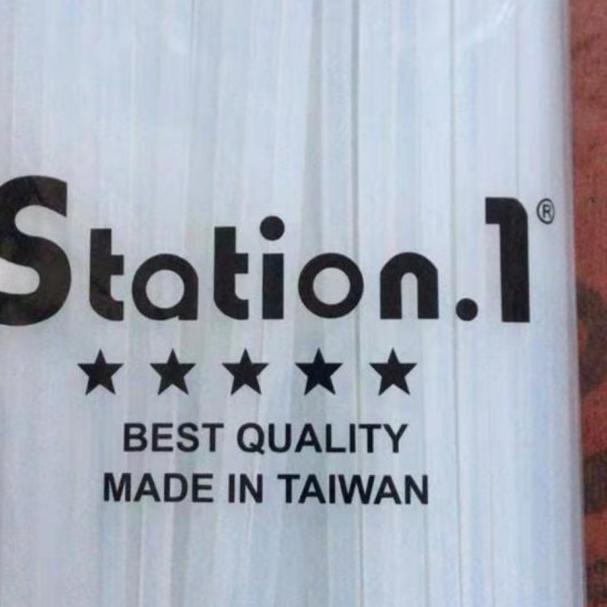 Station.1®
★★★★★
BEST QUALITY
MADE IN TAIWAN